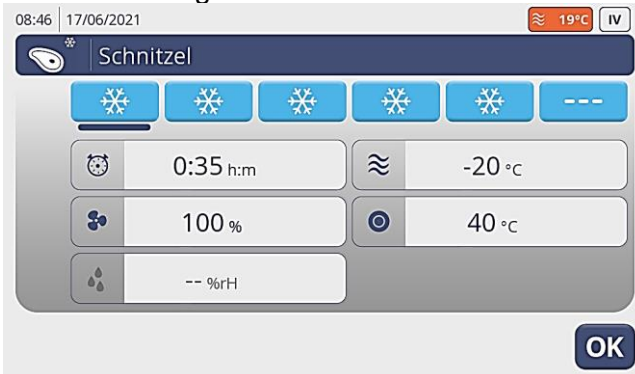 08:46 17/06/2021 19°C IV
Schnitzel
---
0:35 h:m -20 °C
100 % 40 °C
-- %rH
OK